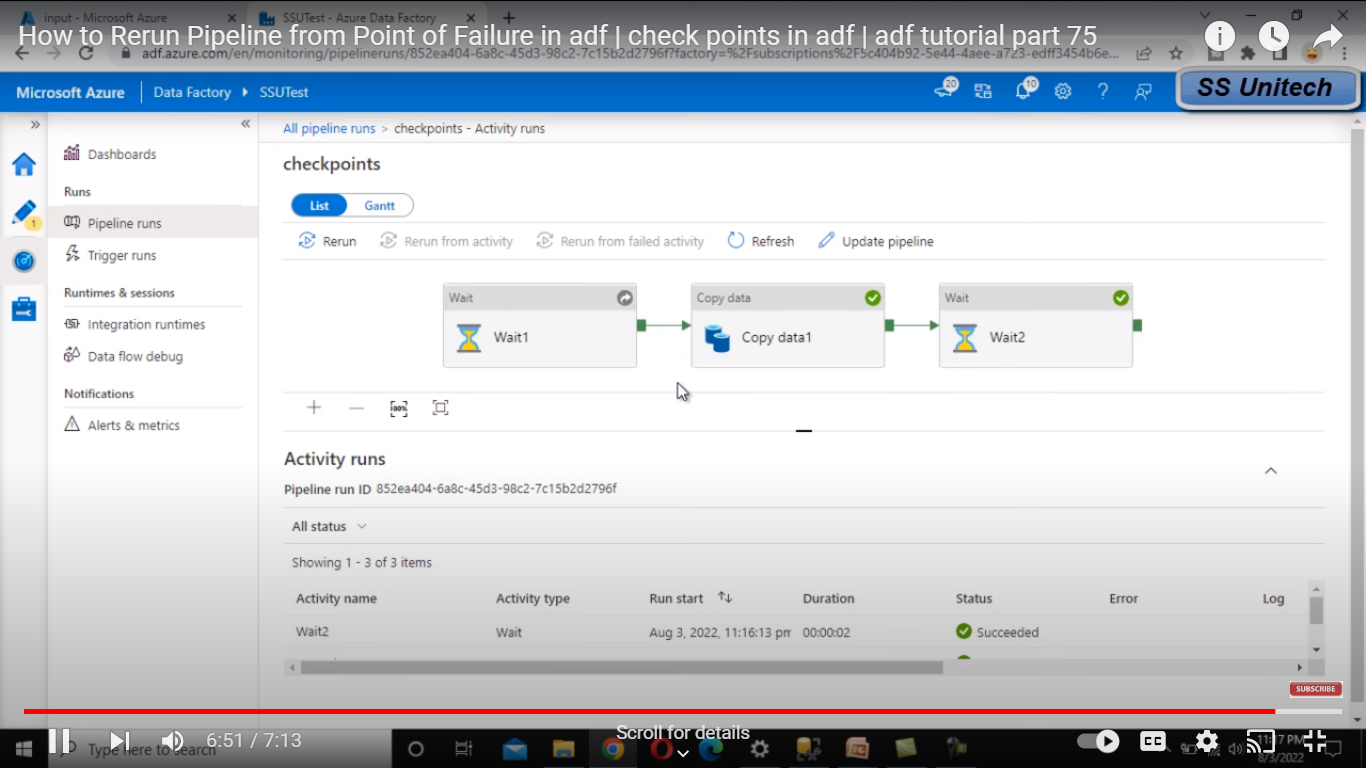 input - Microsoft Azure
SSUTest - Azure Data Factory
How to Rerun Pipeline from Point of Failure in adf | check points in adf | adf tutorial part 75
adf.azure.com/en/monitoring/pipelineruns/852ea404-6a8c-45d3-98c2-7c15b2d2796f?factory=%2Fsubscriptions%2F5c404b92-5e44-4aee-a723-edff3454b6e...
Microsoft Azure
Data Factory
SSUTest
20
10
SS Unitech
All pipeline runs > checkpoints - Activity runs
Dashboards
checkpoints
Runs
List
Gantt
1
Pipeline runs
Rerun
Rerun from activity
Rerun from failed activity
Refresh
Update pipeline
Trigger runs
Runtimes & sessions
Wait
Copy data
Wait
Integration runtimes
Wait1
Copy data1
Wait2
Data flow debug
Notifications
100%
Alerts & metrics
Activity runs
Pipeline run ID 852ea404-6a8c-45d3-98c2-7c15b2d2796f
All status
Showing 1 - 3 of 3 items
Activity name
Activity type
Run start
Duration
Status
Error
Log
Wait2
Wait
Aug 3, 2022, 11:16:13 pm
00:00:02
Succeeded
SUBSCRIBE
Scroll for details
Type here to search
6:51 / 7:13
CC
8/3/2022